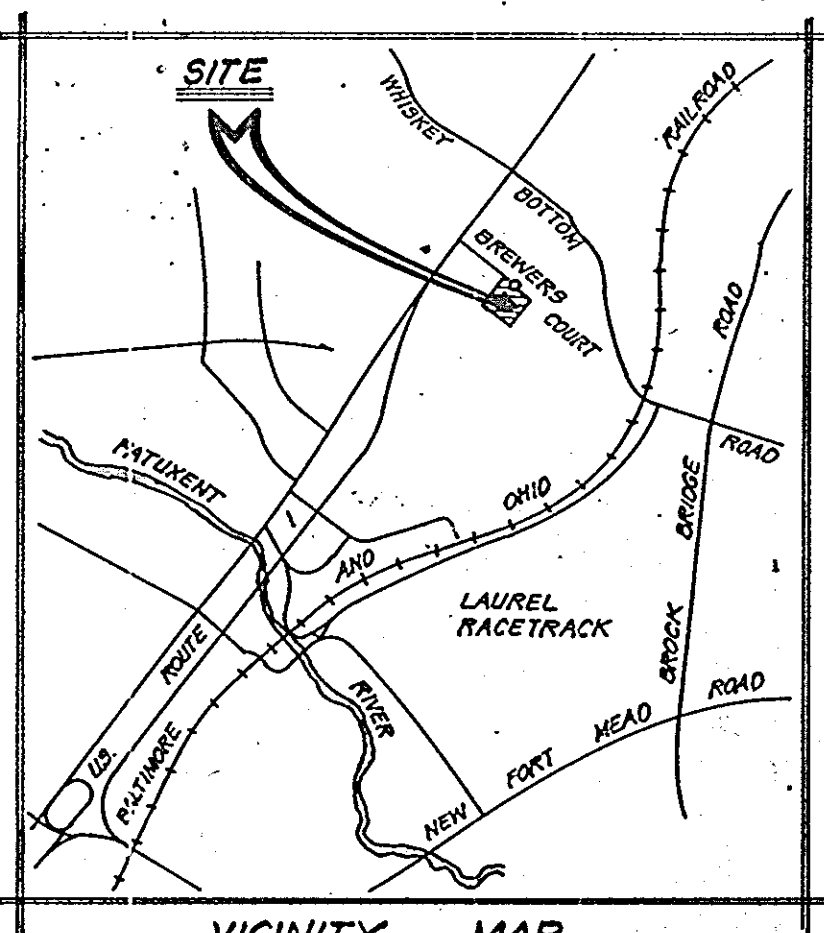 SITE
WHISKEY
BOTTOM
ROAD
BREWERS
COURT
RAILROAD
ROAD
BRIDGE
BROCK
PATUXENT
RIVER
OHIO
AND
BALTIMORE
1
ROUTE
U.S.
LAUREL
RACETRACK
NEW FORT MEAD ROAD
VICINITY MAP